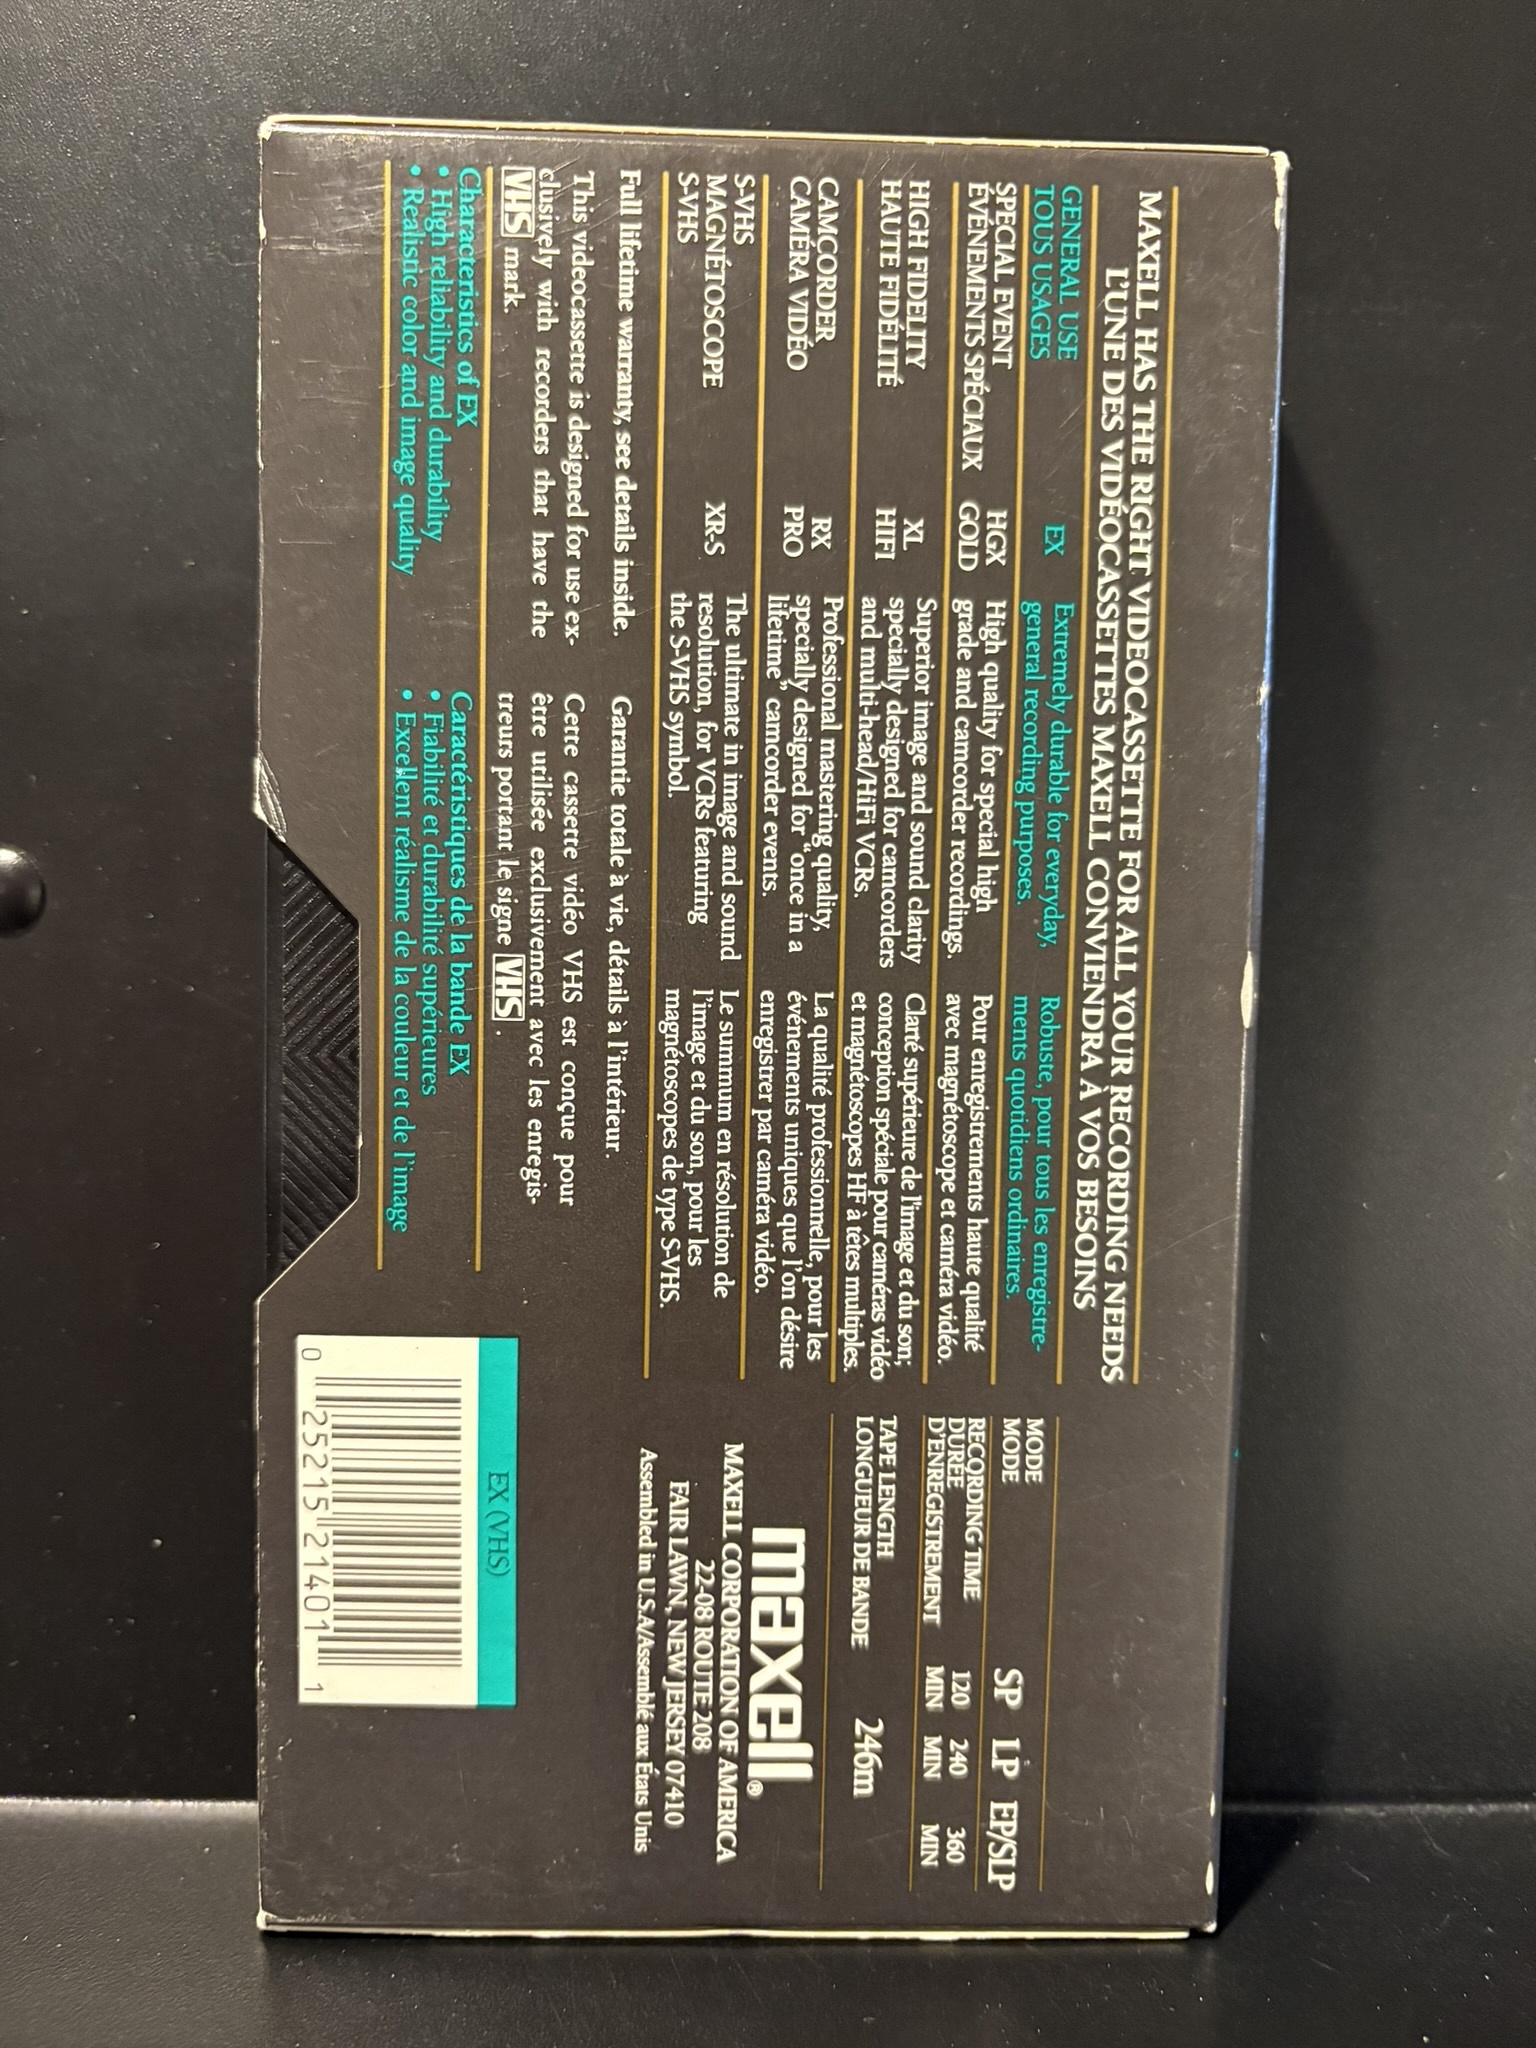 MAXELL HAS THE RIGHT VIDEOCASSETTE FOR ALL YOUR RECORDING NEEDS
L'UNE DES VIDÉOCASSETTES MAXELL CONVIENDRA À VOS BESOINS
GENERAL USE
TOUS USAGES
EX
Extremely durable for everyday,
general recording purposes.
Robuste, pour tous les enregistre-
ments quotidiens ordinaires.
SPECIAL EVENT
ÉVÉNEMENTS SPÉCIAUX
HGX
GOLD
High quality for special high
grade and camcorder recordings.
Pour enregistrements haute qualité
avec magnétoscope et caméra vidéo.
HIGH FIDELITY
HAUTE FIDÉLITÉ
XL
HIFI
Superior image and sound clarity
specially designed for camcorders
and multi-head/HiFi VCRs.
Clarté supérieure de l'image et du son;
conception spéciale pour caméras vidéo
et magnétoscopes HF à têtes multiples.
CAMCORDER
CAMÉRA VIDÉO
RX
PRO
Professional mastering quality,
specially designed for "once in a
lifetime" camcorder events.
La qualité professionnelle, pour les
événements uniques que l'on désire
enregistrer par caméra vidéo.
S-VHS
MAGNÉTOSCOPE
S-VHS
XR-S
The ultimate in image and sound
resolution, for VCRs featuring
the S-VHS symbol.
Le summum en résolution de
l'image et du son, pour les
magnétoscopes de type S-VHS.
Full lifetime warranty, see details inside.
This videocassette is designed for use ex-
clusively with recorders that have the
VHS mark.
Garantie totale à vie, détails à l'intérieur.
Cette cassette vidéo VHS est conçue pour
être utilisée exclusivement avec les enregis-
treurs portant le signe VHS.
Characteristics of EX
• High reliability and durability
• Realistic color and image quality
Caractéristiques de la bande EX
• Fiabilité et durabilité supérieures
• Excellent réalisme de la couleur et de l'image
MODE
MODE
SP LP EP/SLP
RECORDING TIME
DURÉE
D'ENREGISTREMENT
120 240 360
MIN MIN MIN
TAPE LENGTH
LONGUEUR DE BANDE
246m
maxell®
MAXELL CORPORATION OF AMERICA
22-08 ROUTE 208
FAIR LAWN, NEW JERSEY 07410
Assembled in U.S.A/Assemblé aux États Unis
EX (VHS)
0 25215 21401 1